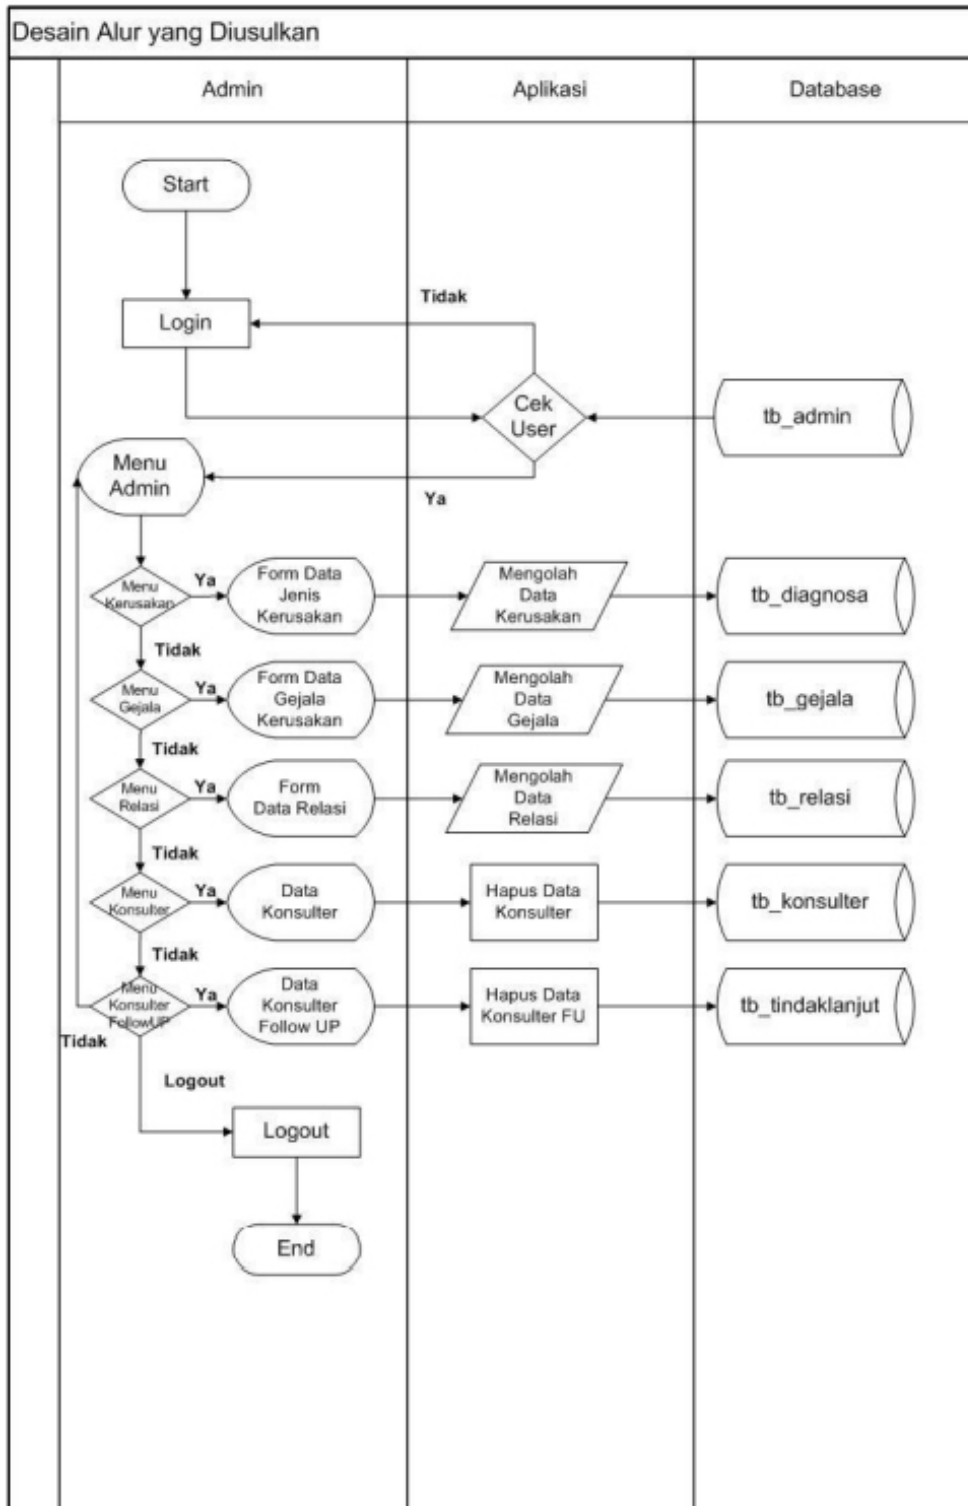 Desain Alur yang Diusulkan
Admin
Aplikasi
Database
Start
Login
Tidak
Cek
User
tb_admin
Menu
Admin
Ya
Menu
Kerusakan
Ya
Form Data
Jenis
Kerusakan
Mengolah
Data
Kerusakan
tb_diagnosa
Tidak
Menu
Gejala
Ya
Form Data
Gejala
Kerusakan
Mengolah
Data
Gejala
tb_gejala
Tidak
Menu
Relasi
Ya
Form
Data Relasi
Mengolah
Data
Relasi
tb_relasi
Tidak
Menu
Konsulter
Ya
Data
Konsulter
Hapus Data
Konsulter
tb_konsulter
Tidak
Menu
Konsulter
FollowUP
Ya
Data
Konsulter
Follow UP
Hapus Data
Konsulter FU
tb_tindaklanjut
Tidak
Logout
Logout
End